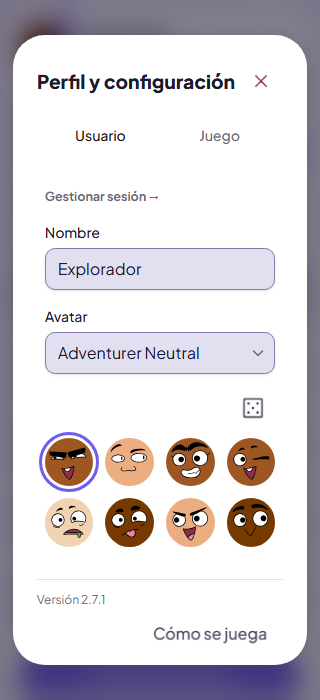 Perfil y configuración
Usuario
Juego
Gestionar sesión →
Nombre
Explorador
Avatar
Adventurer Neutral
Versión 2.7.1
Cómo se juega